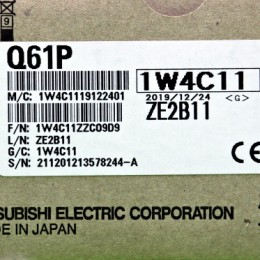 Q61P
M/C: 1W4C1119122401
1W4C11
2019/12/24 <G>
ZE2B11
F/N: 1W4C11ZZC09D9
L/N: ZE2B11
G/C: 1W4C11
S/N: 211201213578244-A
CE
SUBISHI ELECTRIC CORPORATION
DE IN JAPAN